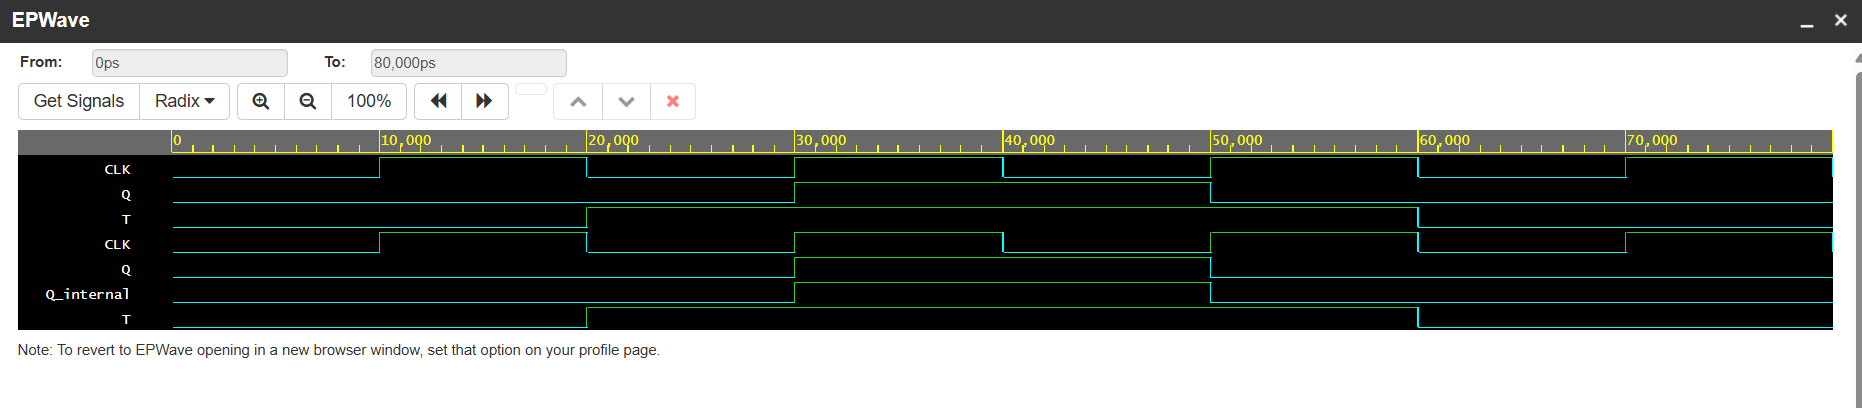 EPWave
From: 0ps To: 80,000ps
Get Signals Radix 100%
0 10,000 20,000 30,000 40,000 50,000 60,000 70,000
CLK
Q
T
CLK
Q
Q_internal
T
Note: To revert to EPWave opening in a new browser window, set that option on your profile page.